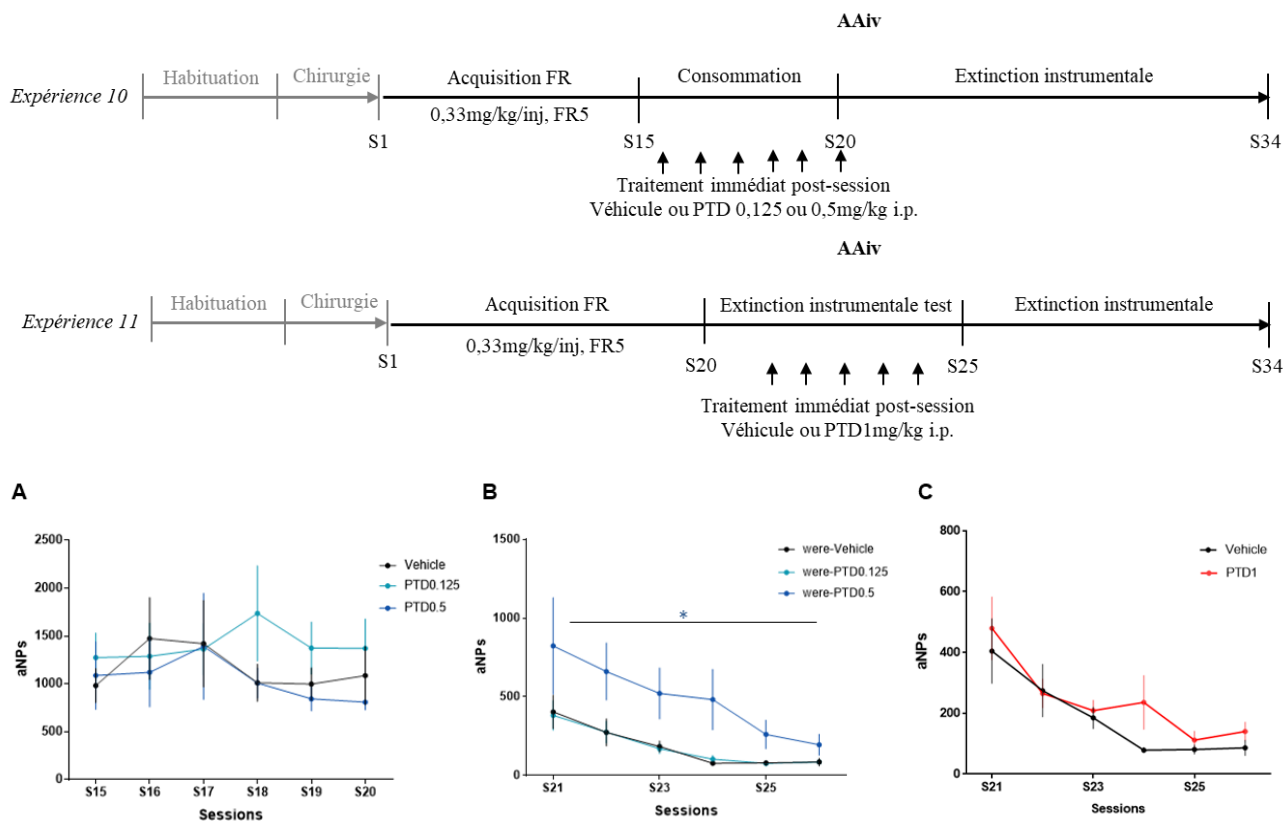 AAiv
Habituation Chirurgie Acquisition FR Consommation Extinction instrumentale
Expérience 10
0,33mg/kg/inj, FR5
S1 S15 S20 S34
Traitement immédiat post-session
Véhicule ou PTD 0,125 ou 0,5mg/kg i.p.
AAiv
Habituation Chirurgie Acquisition FR Extinction instrumentale test Extinction instrumentale
Expérience 11
0,33mg/kg/inj, FR5
S1 S20 S25 S34
Traitement immédiat post-session
Véhicule ou PTD1mg/kg i.p.
A
2500
2000
1500
1000
500
0
aNPs
Vehicle
PTD0.125
PTD0.5
S15 S16 S17 S18 S19 S20
Sessions
B
1500
1000
500
0
aNPs
were-Vehicle
were-PTD0.125
were-PTD0.5
*
S21 S23 S25
Sessions
C
800
600
400
200
0
aNPs
Vehicle
PTD1
S21 S23 S25
Sessions